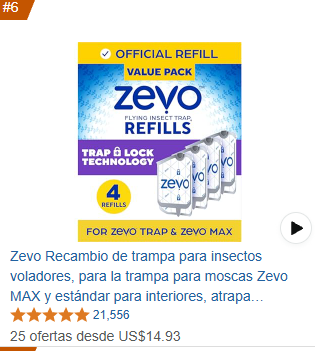 #6
OFFICIAL REFILL
VALUE PACK
zevo
FLYING INSECT TRAP
REFILLS
TRAP & LOCK
TECHNOLOGY
4
REFILLS
zevo
FOR zevo TRAP & zevo MAX
Zevo Recambio de trampa para insectos
voladores, para la trampa para moscas Zevo
MAX y estándar para interiores, atrapa…
21,556
25 ofertas desde US$14.93